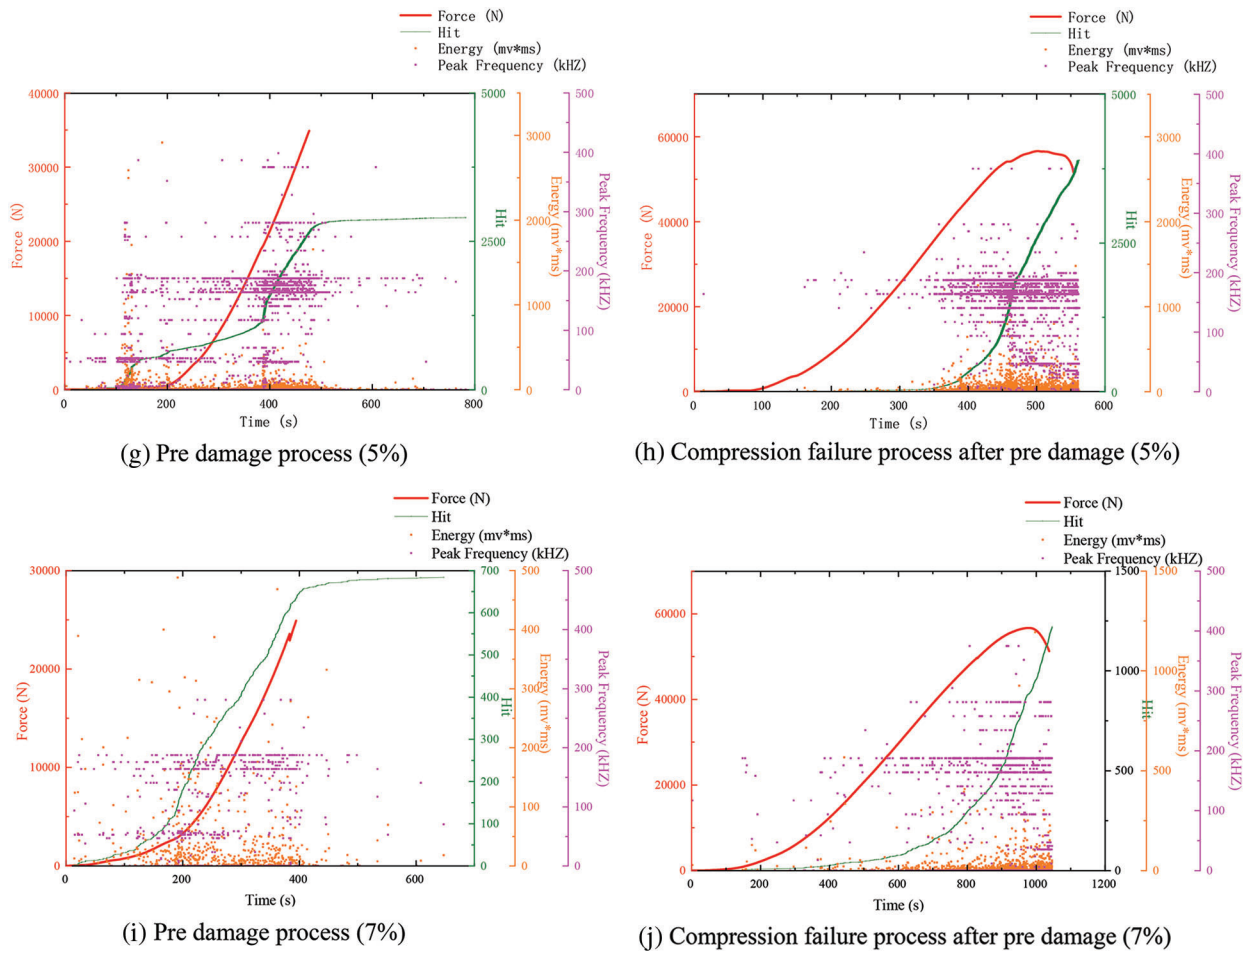 Force (N)
Hit
Energy (mv*ms)
Peak Frequency (kHZ)
40000
30000
20000
10000
0
Force (N)
0
200
400
600
800
Time (s)
5000
2500
0
Hit
3000
2000
1000
0
Energy (mv*ms)
500
400
300
200
100
0
Peak Frequency (kHZ)
(g) Pre damage process (5%)
Force (N)
Hit
Energy (mv*ms)
Peak Frequency (kHZ)
60000
40000
20000
0
Force (N)
0
100
200
300
400
500
600
Time (s)
5000
2500
0
Hit
3000
2000
1000
0
Energy (mv*ms)
500
400
300
200
100
0
Peak Frequency (kHZ)
(h) Compression failure process after pre damage (5%)
Force (N)
Hit
Energy (mv*ms)
Peak Frequency (kHZ)
30000
20000
10000
0
Force (N)
0
200
400
600
Time (s)
700
600
500
400
300
200
100
0
Hit
500
400
300
200
100
0
Energy (mv*ms)
500
400
300
200
100
0
Peak Frequency (kHZ)
(i) Pre damage process (7%)
Force (N)
Hit
Energy (mv*ms)
Peak Frequency (kHZ)
60000
40000
20000
0
Force (N)
0
200
400
600
800
1000
1200
Time (s)
1500
1000
500
0
Hit
1500
1000
500
0
Energy (mv*ms)
500
400
300
200
100
0
Peak Frequency (kHZ)
(j) Compression failure process after pre damage (7%)